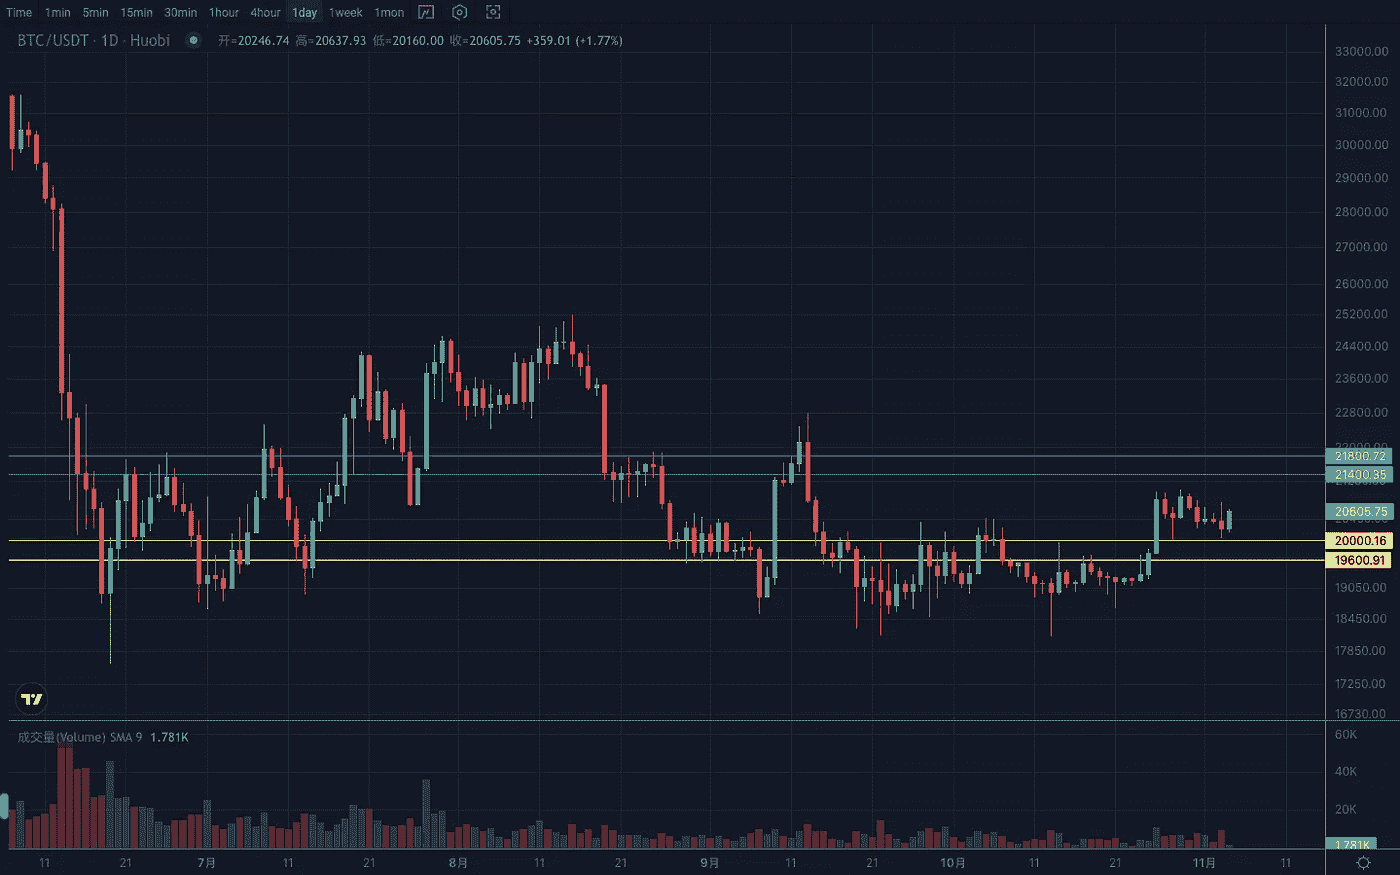 Time 1min 5min 15min 30min 1hour 4hour 1day 1week 1mon
BTC/USDT · 1D · Huobi 开=20246.74 高=20637.93 低=20160.00 收=20605.75 +359.01 (+1.77%)
33000.00
32000.00
31000.00
30000.00
29000.00
28000.00
27000.00
26000.00
25200.00
24400.00
23600.00
22800.00
22000.00
21800.72
21400.35
20605.75
20000.16
19600.91
19050.00
18450.00
17850.00
17250.00
16730.00
成交量(Volume) SMA 9 1.781K
60K
40K
20K
1.781K
11 21 7月 11 21 8月 11 21 9月 11 21 10月 11 21 11月 11